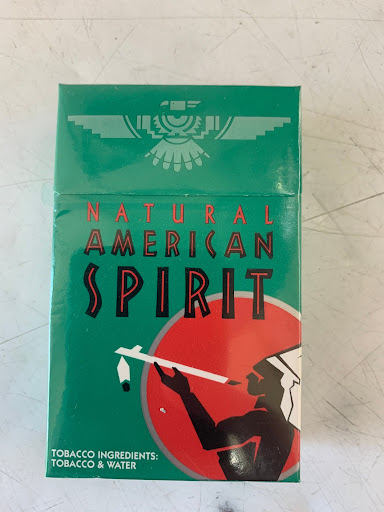 NATURAL
AMERICAN
SPIRIT
TOBACCO INGREDIENTS:
TOBACCO & WATER